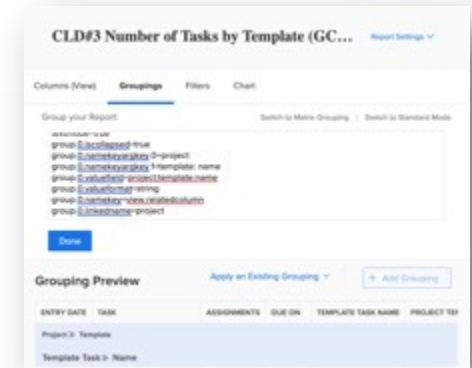 CLD#3 Number of Tasks by Template (GC...
Report Settings
Columns (View) Groupings Filters Chart
Group your Report: Switch to Matrix Grouping | Switch to Standard Mode
textmode=true
group.0.iscollapsed=true
group.0.namekeyargkey.0=project
group.0.namekeyargkey.1=template: name
group.0.valuefield=project:template:name
group.0.valueformat=string
group.0.namekey=view.relatedcolumn
group.0.linkedname=project
Done
Grouping Preview Apply an Existing Grouping + Add Grouping
ENTRY DATE TASK ASSIGNMENTS DUE ON TEMPLATE TASK NAME PROJECT TEM
Project > Template
Template Task > Name